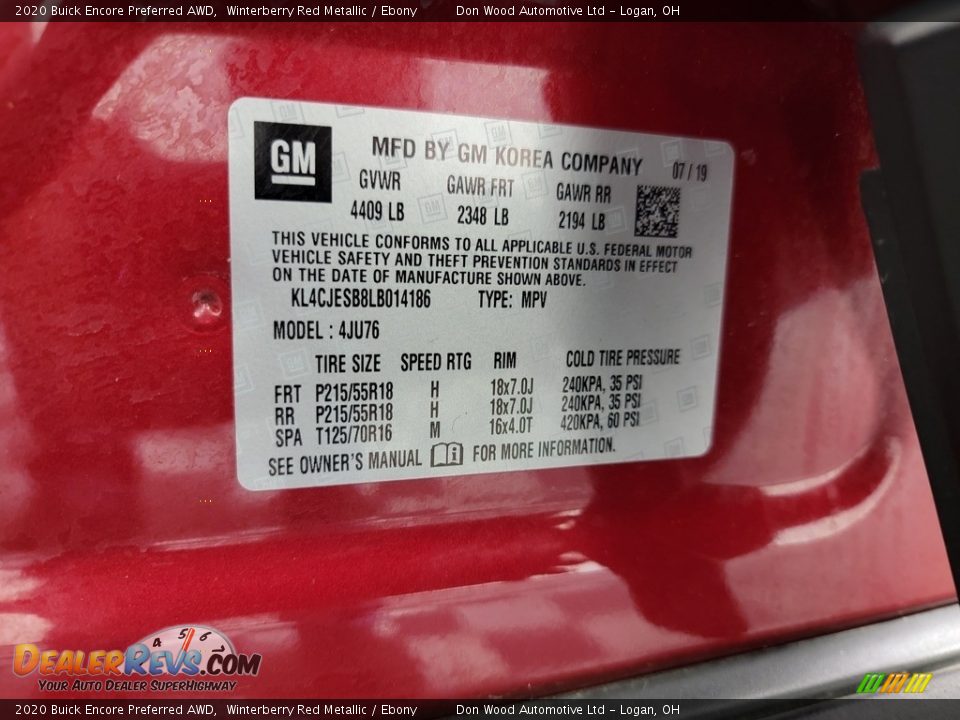 2020 Buick Encore Preferred AWD, Winterberry Red Metallic / Ebony Don Wood Automotive Ltd - Logan, OH
GM MFD BY GM KOREA COMPANY 07 / 19
GVWR GAWR FRT GAWR RR
4409 LB 2348 LB 2194 LB
THIS VEHICLE CONFORMS TO ALL APPLICABLE U.S. FEDERAL MOTOR
VEHICLE SAFETY AND THEFT PREVENTION STANDARDS IN EFFECT
ON THE DATE OF MANUFACTURE SHOWN ABOVE.
KL4CJESB8LB014186 TYPE: MPV
MODEL : 4JU76
TIRE SIZE SPEED RTG RIM COLD TIRE PRESSURE
FRT P215/55R18 H 18x7.0J 240KPA, 35 PSI
RR P215/55R18 H 18x7.0J 240KPA, 35 PSI
SPA T125/70R16 M 16x4.0T 420KPA, 60 PSI
SEE OWNER'S MANUAL FOR MORE INFORMATION.
4 5 6
DEALERREVS.COM
YOUR AUTO DEALER SUPERHIGHWAY
2020 Buick Encore Preferred AWD, Winterberry Red Metallic / Ebony Don Wood Automotive Ltd - Logan, OH